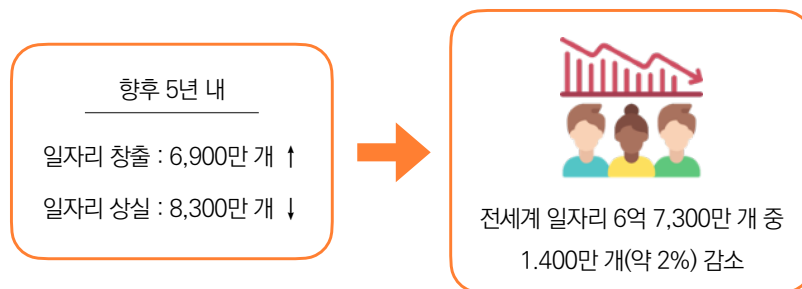 향후 5년 내
일자리 창출 : 6,900만 개 ↑
일자리 상실 : 8,300만 개 ↓
전세계 일자리 6억 7,300만 개 중
1.400만 개(약 2%) 감소